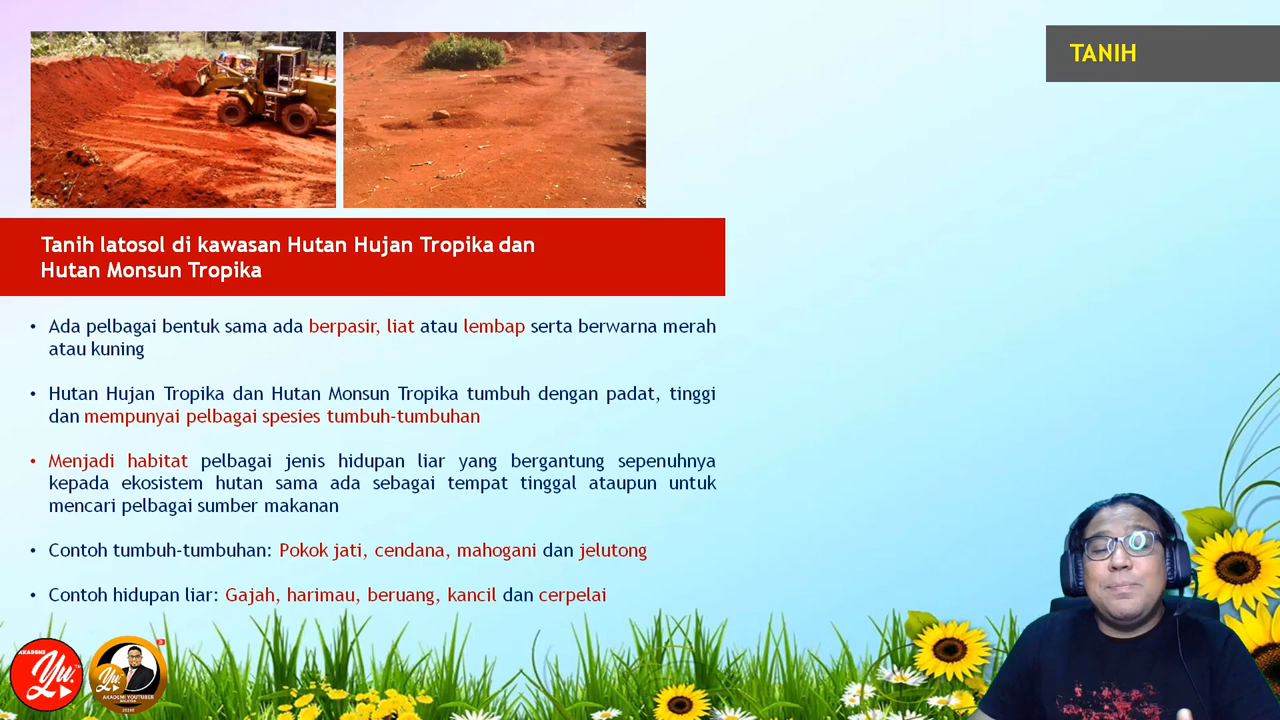 TANIH
Tanih latosol di kawasan Hutan Hujan Tropika dan
Hutan Monsun Tropika
• Ada pelbagai bentuk sama ada berpasir, liat atau lembap serta berwarna merah
atau kuning
• Hutan Hujan Tropika dan Hutan Monsun Tropika tumbuh dengan padat, tinggi
dan mempunyai pelbagai spesies tumbuh-tumbuhan
• Menjadi habitat pelbagai jenis hidupan liar yang bergantung sepenuhnya
kepada ekosistem hutan sama ada sebagai tempat tinggal ataupun untuk
mencari pelbagai sumber makanan
• Contoh tumbuh-tumbuhan: Pokok jati, cendana, mahogani dan jelutong
• Contoh hidupan liar: Gajah, harimau, beruang, kancil dan cerpelai
AKADEMI
Yu.
AKADEMI YOUTUBER